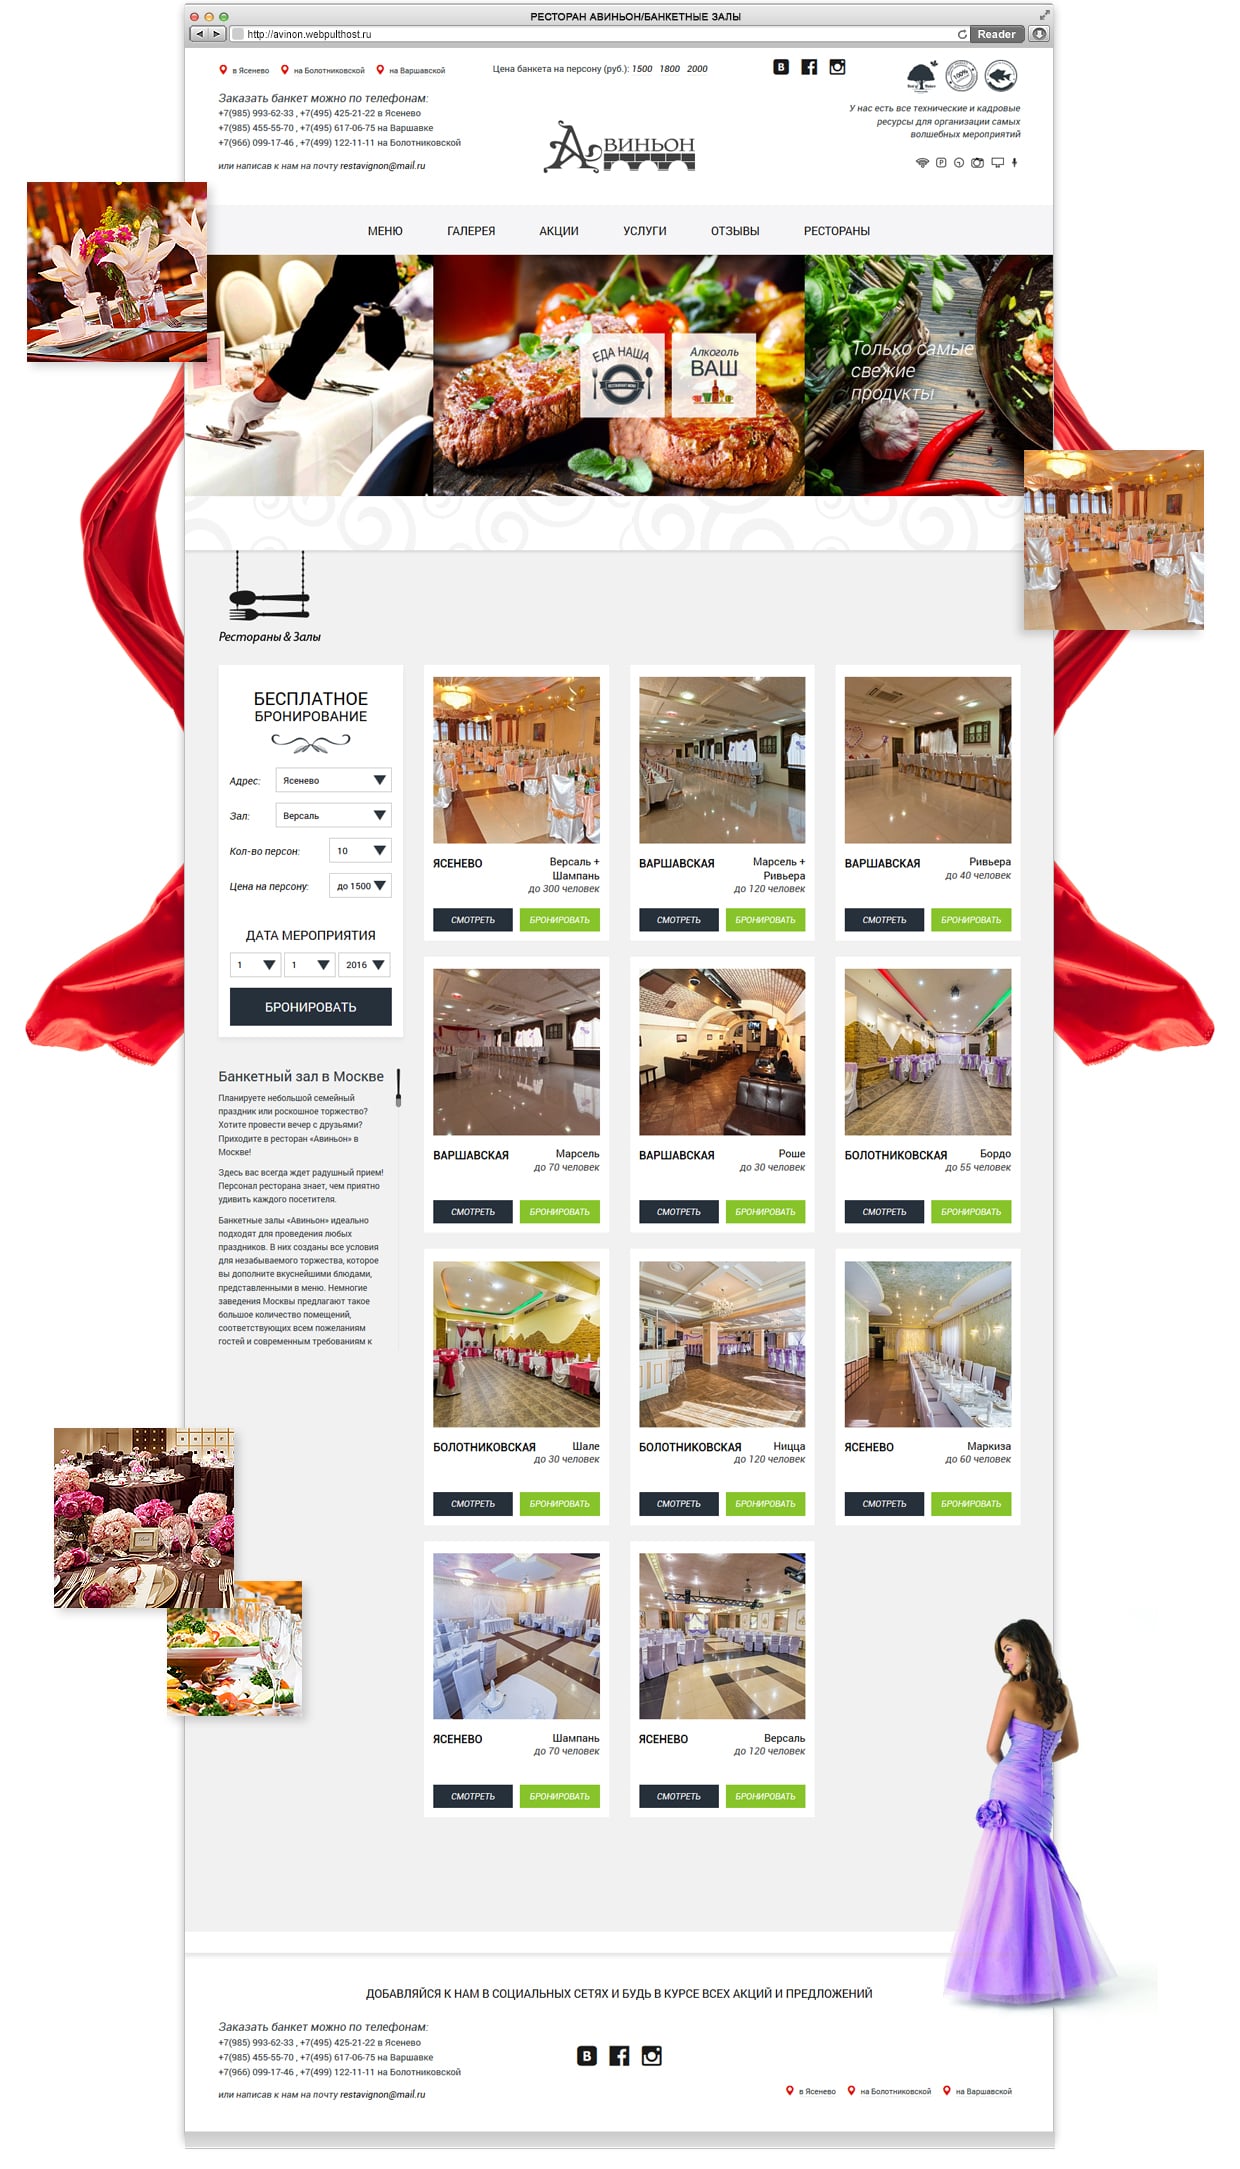 РЕСТОРАН АВИНЬОН/БАНКЕТНЫЕ ЗАЛЫ
http://avinon.webpulthost.ru
Reader
в Ясенево
на Болотниковской
на Варшавской
Цена банкета на персону (руб.): 1500 1800 2000
Заказать банкет можно по телефонам:
+7(985) 993-62-33 , +7(495) 425-21-22 в Ясенево
+7(985) 455-55-70 , +7(495) 617-06-75 на Варшавке
+7(966) 099-17-46 , +7(499) 122-11-11 на Болотниковской
или написав к нам на почту restavignon@mail.ru
Авиньон
100%
У нас есть все технические и кадровые
ресурсы для организации самых
волшебных мероприятий
МЕНЮ
ГАЛЕРЕЯ
АКЦИИ
УСЛУГИ
ОТЗЫВЫ
РЕСТОРАНЫ
ЕДА НАША
RESTAURANT MENU
Алкоголь
ВАШ
Только самые
свежие
продукты
Рестораны & Залы
БЕСПЛАТНОЕ
БРОНИРОВАНИЕ
Адрес: Ясенево
Зал: Версаль
Кол-во персон: 10
Цена на персону: до 1500
ДАТА МЕРОПРИЯТИЯ
1 1 2016
БРОНИРОВАТЬ
Банкетный зал в Москве
Планируете небольшой семейный
праздник или роскошное торжество?
Хотите провести вечер с друзьями?
Приходите в ресторан «Авиньон» в
Москве!
Здесь вас всегда ждет радушный прием!
Персонал ресторана знает, чем приятно
удивить каждого посетителя.
Банкетные залы «Авиньон» идеально
подходят для проведения любых
праздников. В них созданы все условия
для незабываемого торжества, которое
вы дополните вкуснейшими блюдами,
представленными в меню. Немногие
заведения Москвы предлагают такое
большое количество помещений,
соответствующих всем пожеланиям
гостей и современным требованиям к
ЯСЕНЕВО
Версаль +
Шампань
до 300 человек
СМОТРЕТЬ
БРОНИРОВАТЬ
ВАРШАВСКАЯ
Марсель +
Ривьера
до 120 человек
СМОТРЕТЬ
БРОНИРОВАТЬ
ВАРШАВСКАЯ
Ривьера
до 40 человек
СМОТРЕТЬ
БРОНИРОВАТЬ
ВАРШАВСКАЯ
Марсель
до 70 человек
СМОТРЕТЬ
БРОНИРОВАТЬ
ВАРШАВСКАЯ
Роше
до 30 человек
СМОТРЕТЬ
БРОНИРОВАТЬ
БОЛОТНИКОВСКАЯ
Бордо
до 55 человек
СМОТРЕТЬ
БРОНИРОВАТЬ
БОЛОТНИКОВСКАЯ
Шале
до 30 человек
СМОТРЕТЬ
БРОНИРОВАТЬ
БОЛОТНИКОВСКАЯ
Ницца
до 120 человек
СМОТРЕТЬ
БРОНИРОВАТЬ
ЯСЕНЕВО
Маркиза
до 60 человек
СМОТРЕТЬ
БРОНИРОВАТЬ
ЯСЕНЕВО
Шампань
до 70 человек
СМОТРЕТЬ
БРОНИРОВАТЬ
ЯСЕНЕВО
Версаль
до 120 человек
СМОТРЕТЬ
БРОНИРОВАТЬ
ДОБАВЛЯЙСЯ К НАМ В СОЦИАЛЬНЫХ СЕТЯХ И БУДЬ В КУРСЕ ВСЕХ АКЦИЙ И ПРЕДЛОЖЕНИЙ
Заказать банкет можно по телефонам:
+7(985) 993-62-33 , +7(495) 425-21-22 в Ясенево
+7(985) 455-55-70 , +7(495) 617-06-75 на Варшавке
+7(966) 099-17-46 , +7(499) 122-11-11 на Болотниковской
или написав к нам на почту restavignon@mail.ru
в Ясенево
на Болотниковской
на Варшавской